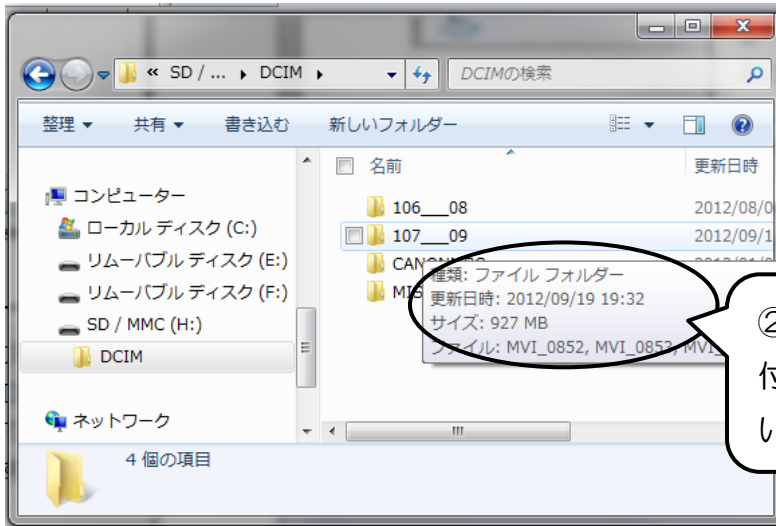 « SD / ... ▸ DCIM ▸
DCIMの検索
整理 ▼ 共有 ▼ 書き込む 新しいフォルダー
名前 更新日時
コンピューター
ローカル ディスク (C:)
リムーバブル ディスク (E:)
リムーバブル ディスク (F:)
SD / MMC (H:)
DCIM
ネットワーク
106___08 2012/08/0
107___09 2012/09/1
種類: ファイル フォルダー
更新日時: 2012/09/19 19:32
サイズ: 927 MB
ファイル: MVI_0852, MVI_0853, MVI_
②
付
い
4 個の項目